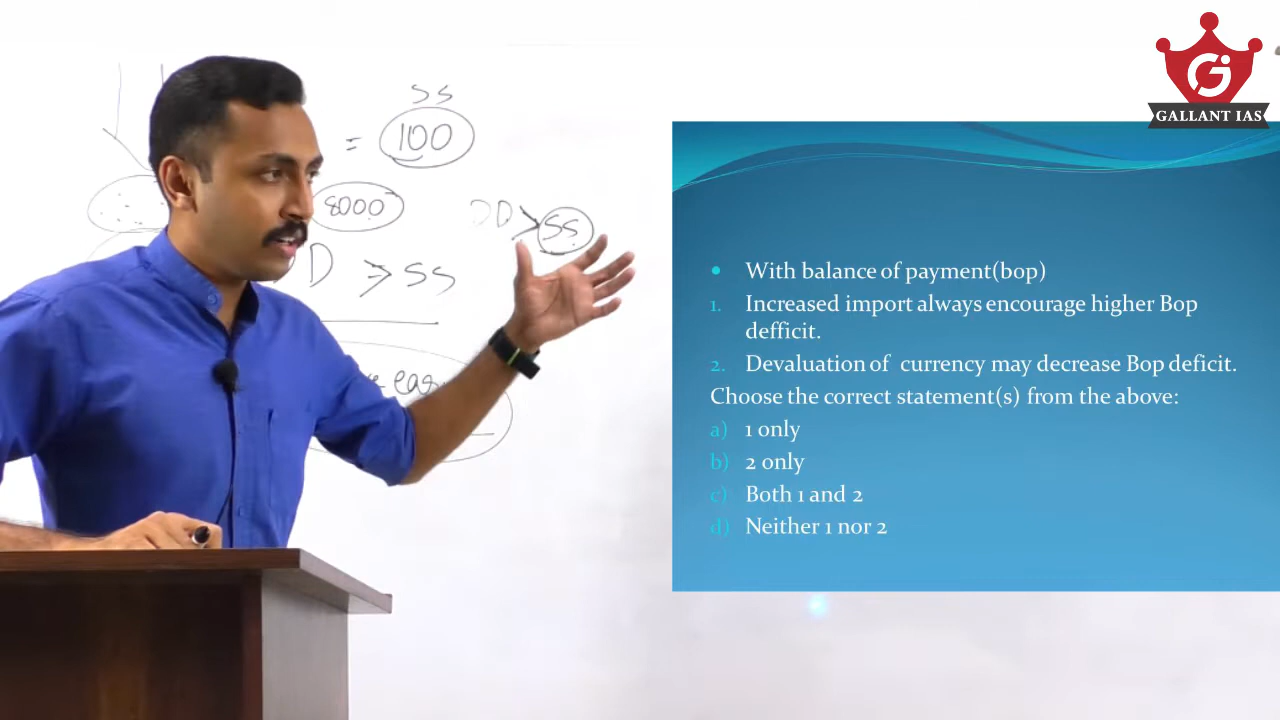 SS
= 100
8000
DD > SS
D > SS
GALLANT IAS
With balance of payment(bop)
1. Increased import always encourage higher Bop
defficit.
2. Devaluation of currency may decrease Bop deficit.
Choose the correct statement(s) from the above:
a) 1 only
b) 2 only
c) Both 1 and 2
d) Neither 1 nor 2